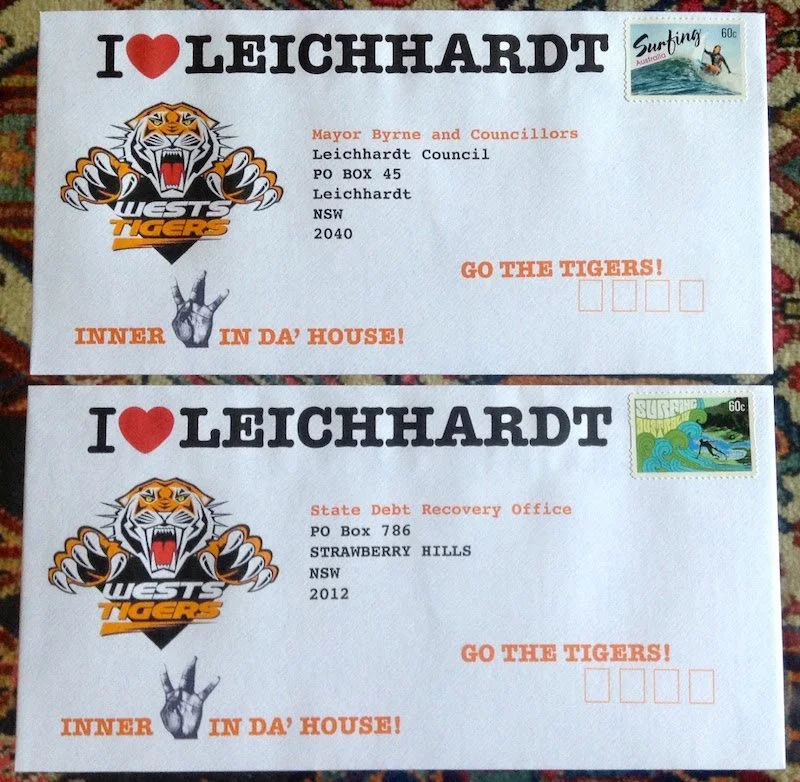 I ❤ LEICHHARDT
Surfing
Australia
60c
WESTS
TIGERS
Mayor Byrne and Councillors
Leichhardt Council
PO BOX 45
Leichhardt
NSW
2040
GO THE TIGERS!
INNER IN DA' HOUSE!
I ❤ LEICHHARDT
SURFING
AUSTRALIA
60c
WESTS
TIGERS
State Debt Recovery Office
PO Box 786
STRAWBERRY HILLS
NSW
2012
GO THE TIGERS!
INNER IN DA' HOUSE!